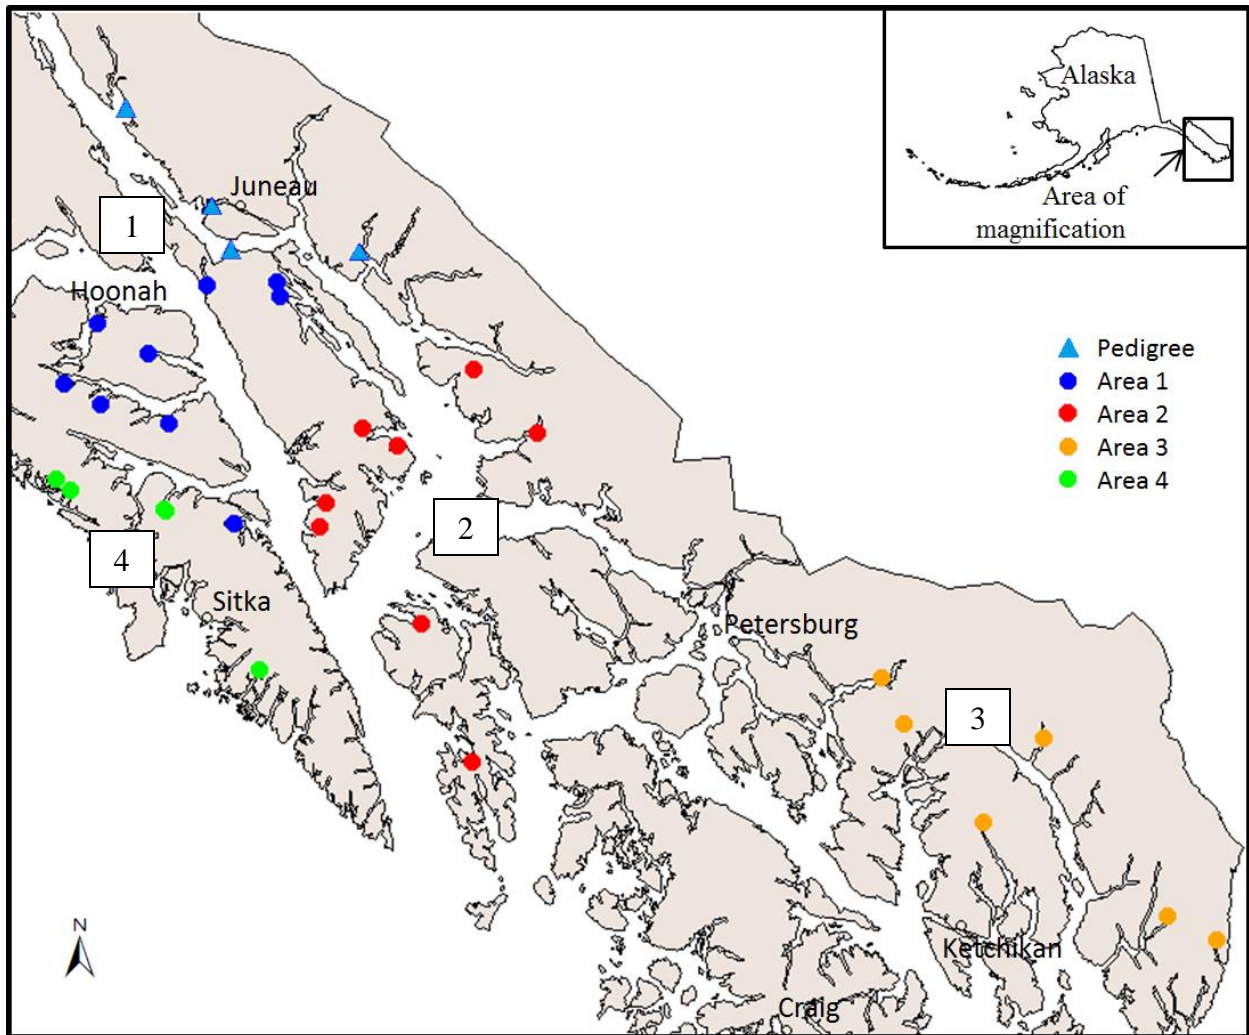 Alaska
Area of
magnification
Juneau
1
Hoonah
Pedigree
Area 1
Area 2
Area 3
Area 4
2
4
Sitka
Petersburg
3
N
Ketchikan
Craig